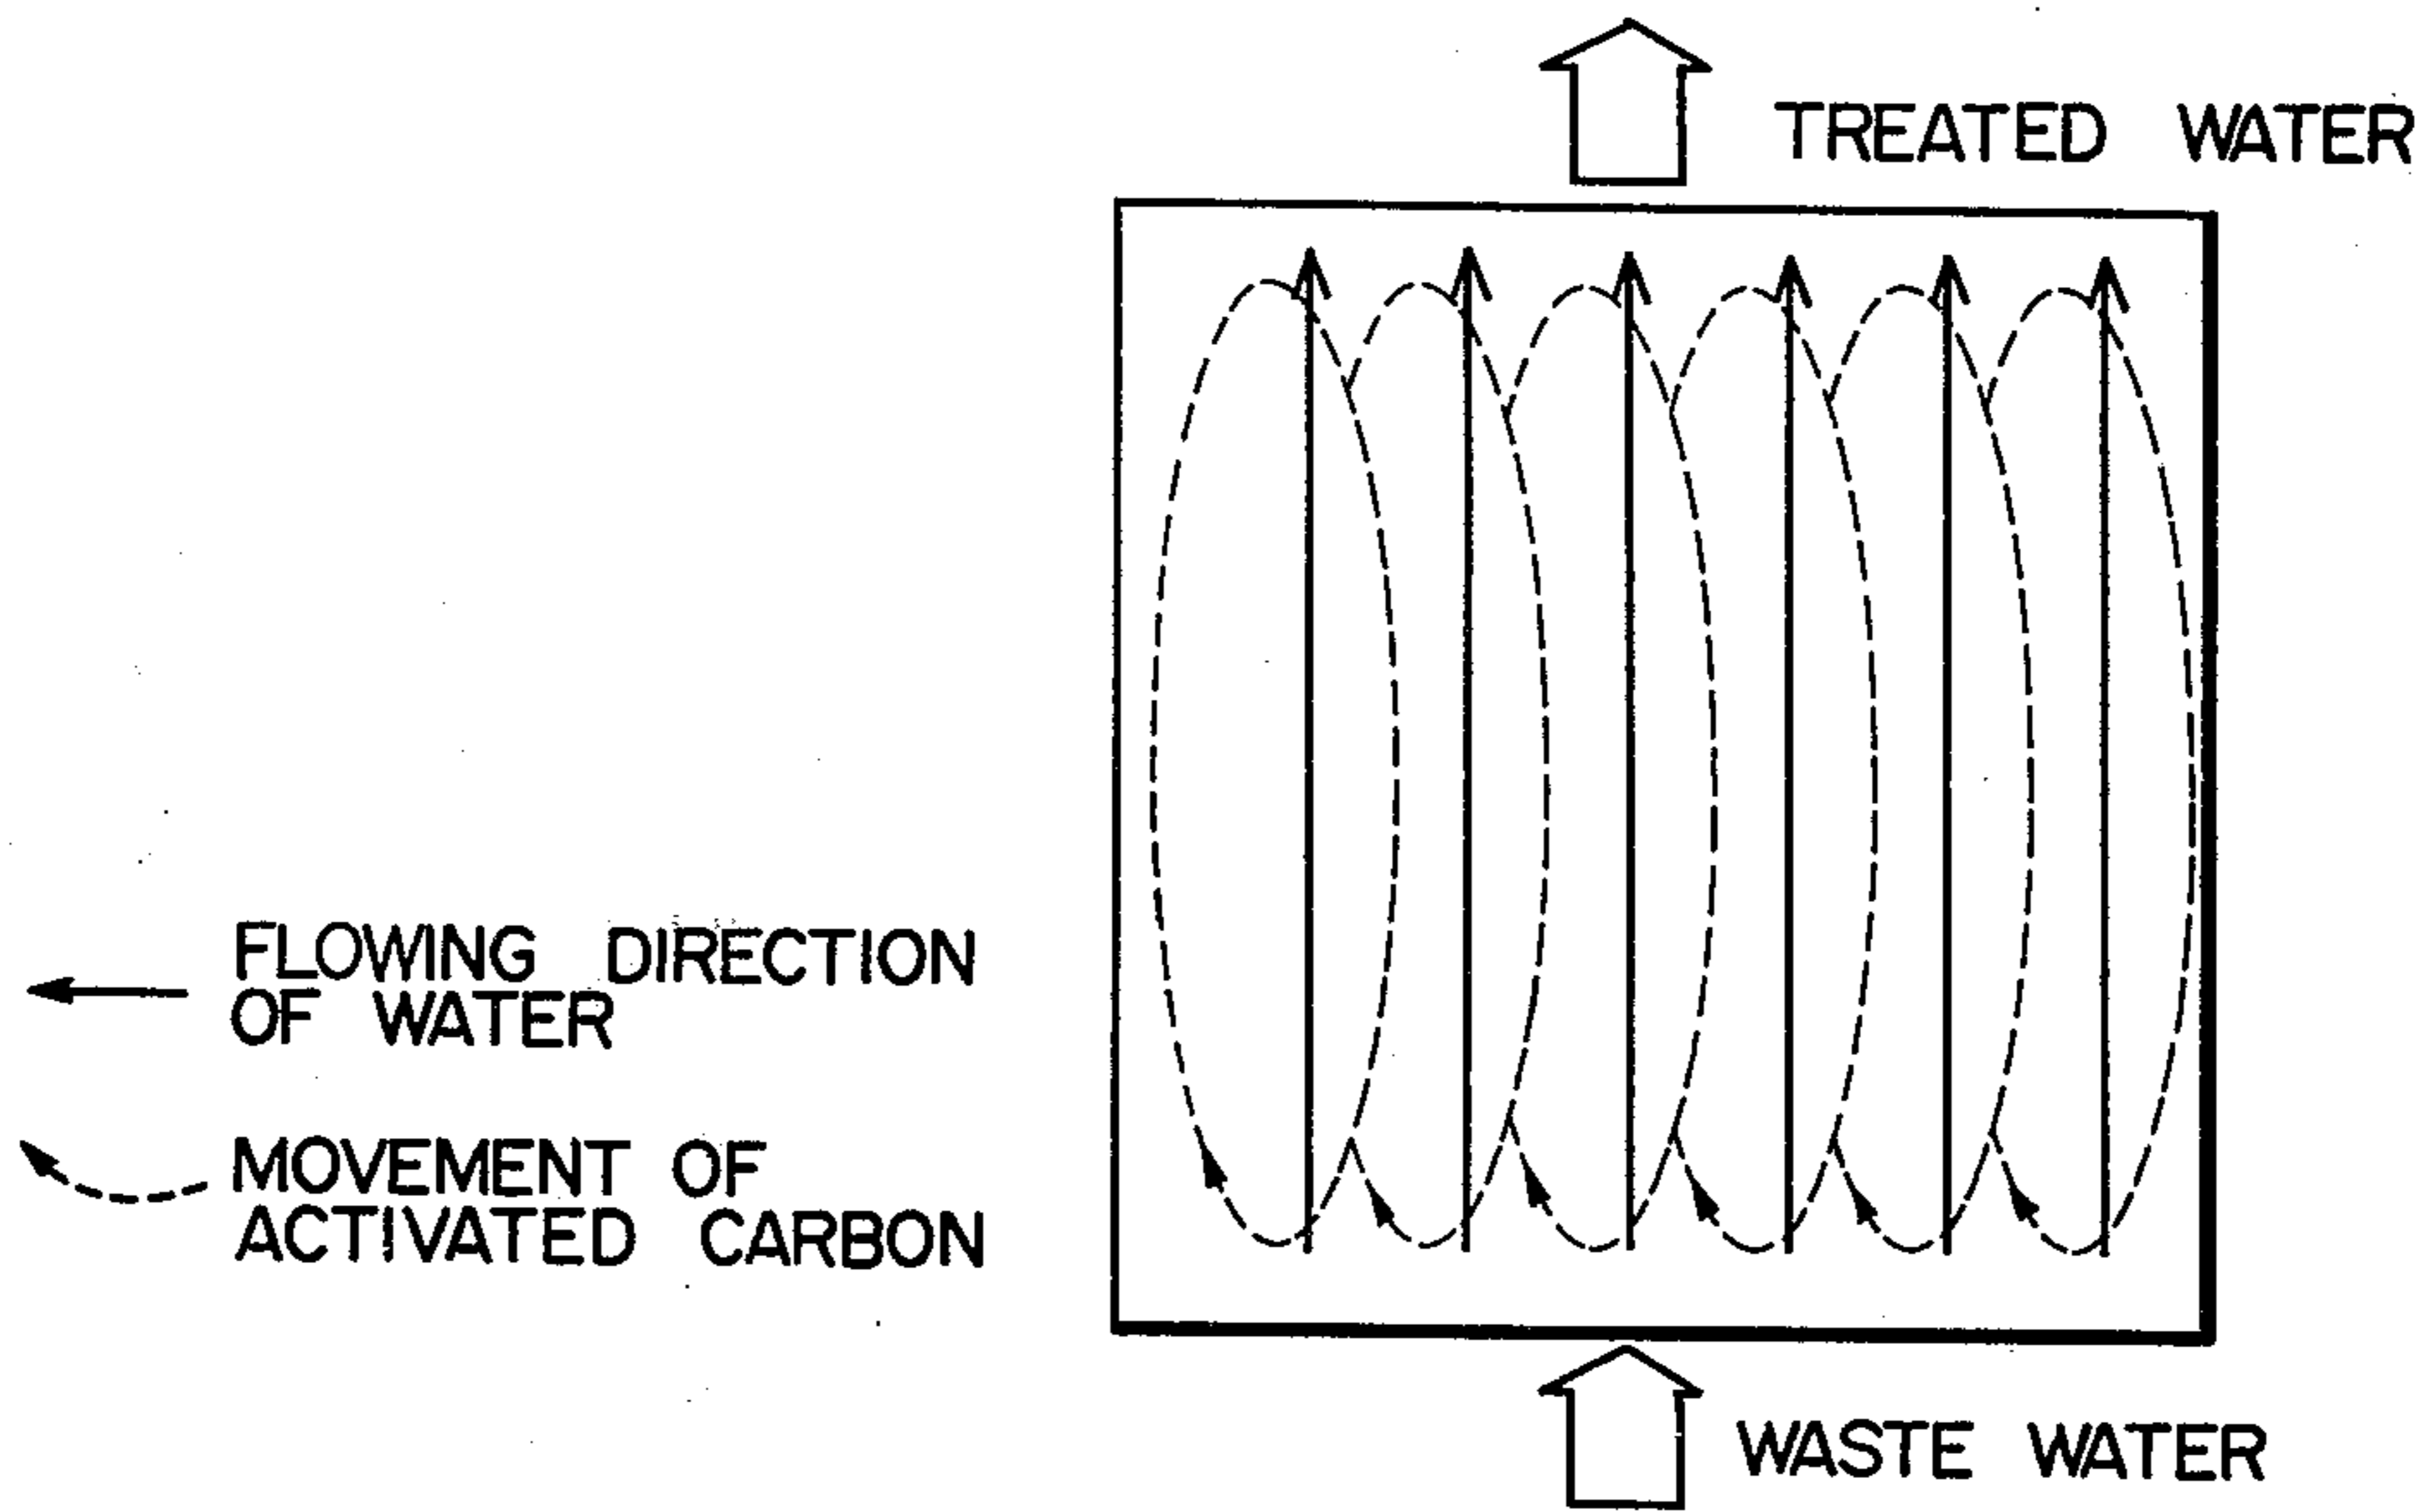 TREATED WATER
FLOWING DIRECTION
OF WATER
MOVEMENT OF
ACTIVATED CARBON
WASTE WATER